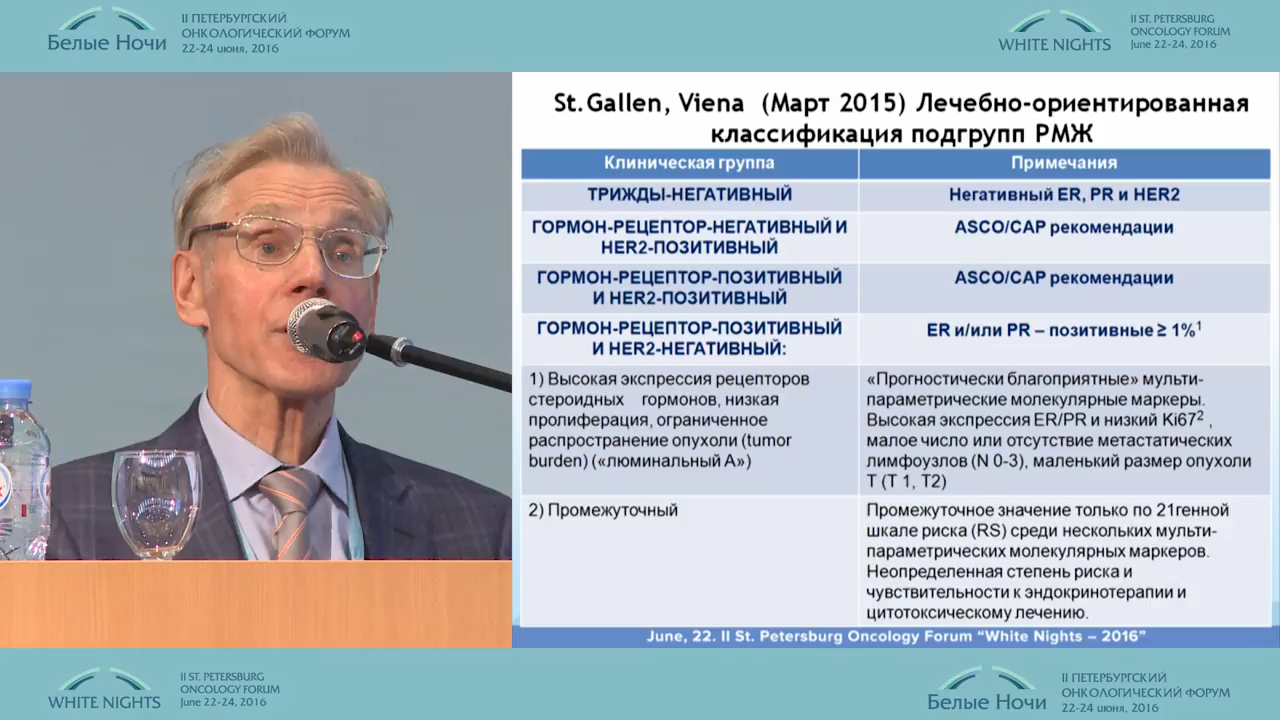 Белые Ночи
II ПЕТЕРБУРГСКИЙ
ОНКОЛОГИЧЕСКИЙ ФОРУМ
22-24 июня, 2016
WHITE NIGHTS
II ST. PETERSBURG
ONCOLOGY FORUM
June 22-24, 2016
St.Gallen, Viena (Март 2015) Лечебно-ориентированная
классификация подгрупп РМЖ
Клиническая группа
Примечания
ТРИЖДЫ-НЕГАТИВНЫЙ
Негативный ER, PR и HER2
ГОРМОН-РЕЦЕПТОР-НЕГАТИВНЫЙ И
HER2-ПОЗИТИВНЫЙ
ASCO/CAP рекомендации
ГОРМОН-РЕЦЕПТОР-ПОЗИТИВНЫЙ
И HER2-ПОЗИТИВНЫЙ
ASCO/CAP рекомендации
ГОРМОН-РЕЦЕПТОР-ПОЗИТИВНЫЙ
И HER2-НЕГАТИВНЫЙ:
ER и/или PR – позитивные ≥ 1%¹
1) Высокая экспрессия рецепторов
стероидных гормонов, низкая
пролиферация, ограниченное
распространение опухоли (tumor
burden) («люминальный А»)
«Прогностически благоприятные» мульти-
параметрические молекулярные маркеры.
Высокая экспрессия ER/PR и низкий Ki67² ,
малое число или отсутствие метастатических
лимфоузлов (N 0-3), маленький размер опухоли
T (T 1, T2)
2) Промежуточный
Промежуточное значение только по 21генной
шкале риска (RS) среди нескольких мульти-
параметрических молекулярных маркеров.
Неопределенная степень риска и
чувствительности к эндокринотерапии и
цитотоксическому лечению.
June, 22. II St. Petersburg Oncology Forum “White Nights – 2016”
WHITE NIGHTS
II ST. PETERSBURG
ONCOLOGY FORUM
June 22-24, 2016
Белые Ночи
II ПЕТЕРБУРГСКИЙ
ОНКОЛОГИЧЕСКИЙ ФОРУМ
22-24 июня, 2016